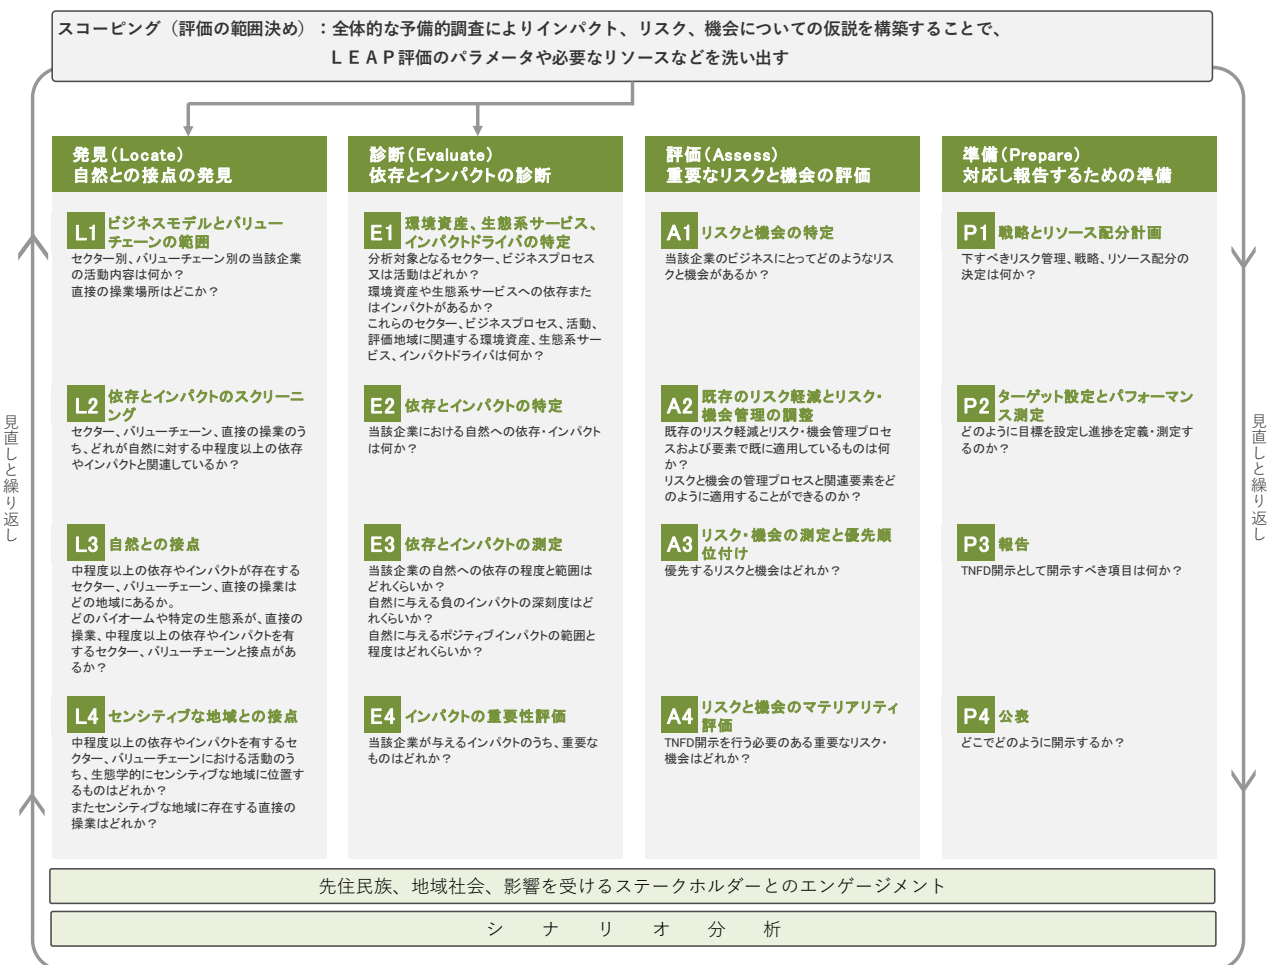 スコーピング（評価の範囲決め）：全体的な予備的調査によりインパクト、リスク、機会についての仮説を構築することで、
ＬＥＡＰ評価のパラメータや必要なリソースなどを洗い出す
発見(Locate)
自然との接点の発見
L1
ビジネスモデルとバリュー
チェーンの範囲
セクター別、バリューチェーン別の当該企業
の活動内容は何か？
直接の操業場所はどこか？
L2
依存とインパクトのスクリーニ
ング
セクター、バリューチェーン、直接の操業のう
ち、どれが自然に対する中程度以上の依存
やインパクトと関連しているか？
L3
自然との接点
中程度以上の依存やインパクトが存在する
セクター、バリューチェーン、直接の操業は
どの地域にあるか。
どのバイオームや特定の生態系が、直接の
操業、中程度以上の依存やインパクトを有
するセクター、バリューチェーンと接点があ
るか？
L4
センシティブな地域との接点
中程度以上の依存やインパクトを有するセ
クター、バリューチェーンにおける活動のう
ち、生態学的にセンシティブな地域に位置す
るものはどれか？
またセンシティブな地域に存在する直接の
操業はどれか？
診断(Evaluate)
依存とインパクトの診断
E1
環境資産、生態系サービス、
インパクトドライバの特定
分析対象となるセクター、ビジネスプロセス
又は活動はどれか？
環境資産や生態系サービスへの依存また
はインパクトがあるか？
これらのセクター、ビジネスプロセス、活動、
評価地域に関連する環境資産、生態系サー
ビス、インパクトドライバは何か？
E2
依存とインパクトの特定
当該企業における自然への依存・インパクト
は何か？
E3
依存とインパクトの測定
当該企業の自然への依存の程度と範囲は
どれくらいか？
自然に与える負のインパクトの深刻度はど
れくらいか？
自然に与えるポジティブインパクトの範囲と
程度はどれくらいか？
E4
インパクトの重要性評価
当該企業が与えるインパクトのうち、重要な
ものはどれか？
評価(Assess)
重要なリスクと機会の評価
A1
リスクと機会の特定
当該企業のビジネスにとってどのようなリス
クと機会があるか？
A2
既存のリスク軽減とリスク・
機会管理の調整
既存のリスク軽減とリスク・機会管理プロセ
スおよび要素で既に適用しているものは何
か？
リスクと機会の管理プロセスと関連要素をど
のように適用することができるのか？
A3
リスク・機会の測定と優先順
位付け
優先するリスクと機会はどれか？
A4
リスクと機会のマテリアリティ
評価
TNFD開示を行う必要のある重要なリスク・
機会はどれか？
準備(Prepare)
対応し報告するための準備
P1
戦略とリソース配分計画
下すべきリスク管理、戦略、リソース配分の
決定は何か？
P2
ターゲット設定とパフォーマン
ス測定
どのように目標を設定し進捗を定義・測定す
るのか？
P3
報告
TNFD開示として開示すべき項目は何か？
P4
公表
どこでどのように開示するか？
見直しと繰り返し
見直しと繰り返し
先住民族、地域社会、影響を受けるステークホルダーとのエンゲージメント
シナリオ分析